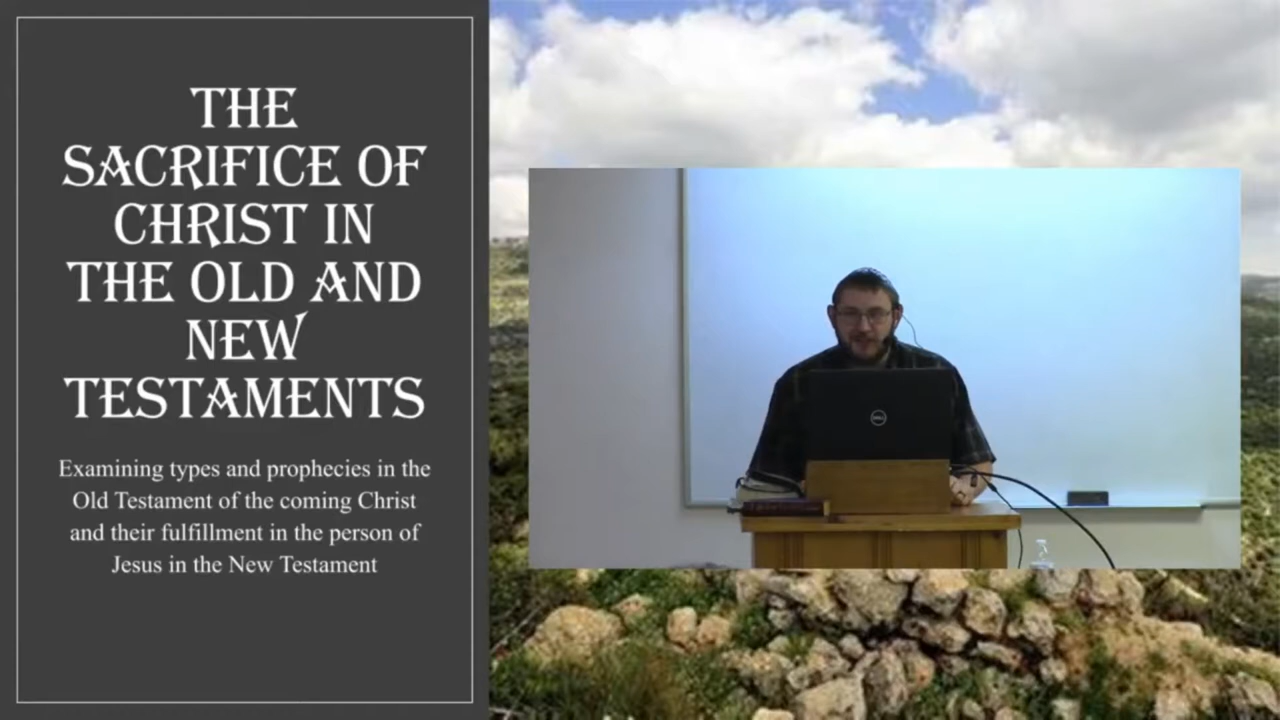 THE
SACRIFICE OF
CHRIST IN
THE OLD AND
NEW
TESTAMENTS
Examining types and prophecies in the
Old Testament of the coming Christ
and their fulfillment in the person of
Jesus in the New Testament
DELL